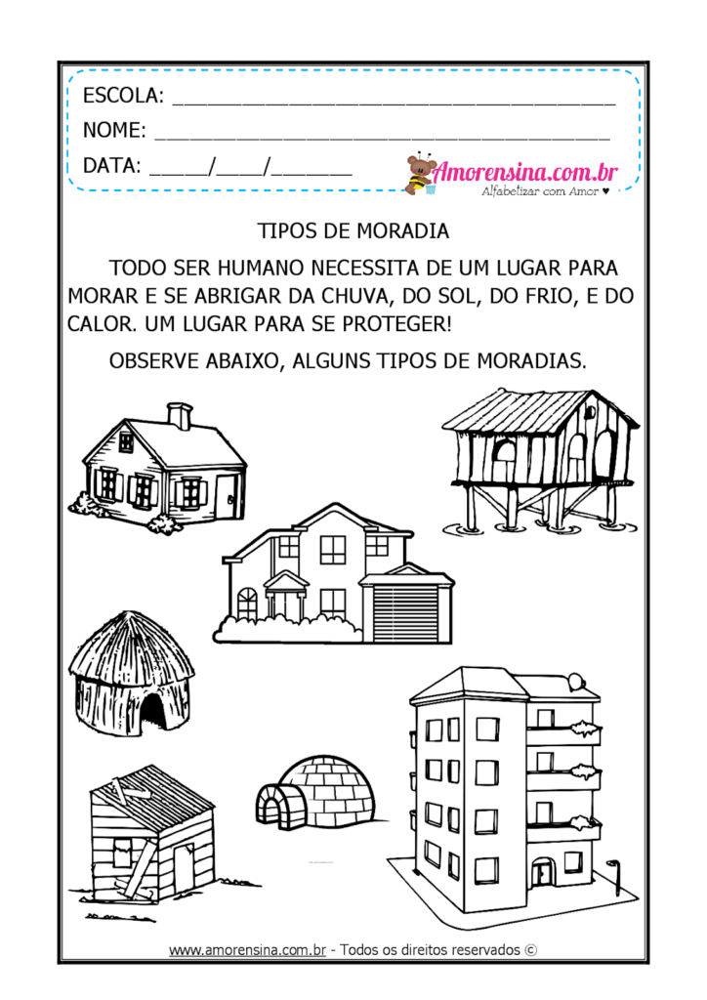 ESCOLA: ______________________________________
NOME: _______________________________________
DATA: _____/____/_______
Amorensina.com.br
Alfabetizar com Amor ♥
TIPOS DE MORADIA
TODO SER HUMANO NECESSITA DE UM LUGAR PARA
MORAR E SE ABRIGAR DA CHUVA, DO SOL, DO FRIO, E DO
CALOR. UM LUGAR PARA SE PROTEGER!
OBSERVE ABAIXO, ALGUNS TIPOS DE MORADIAS.
www.amorensina.com.br - Todos os direitos reservados ©